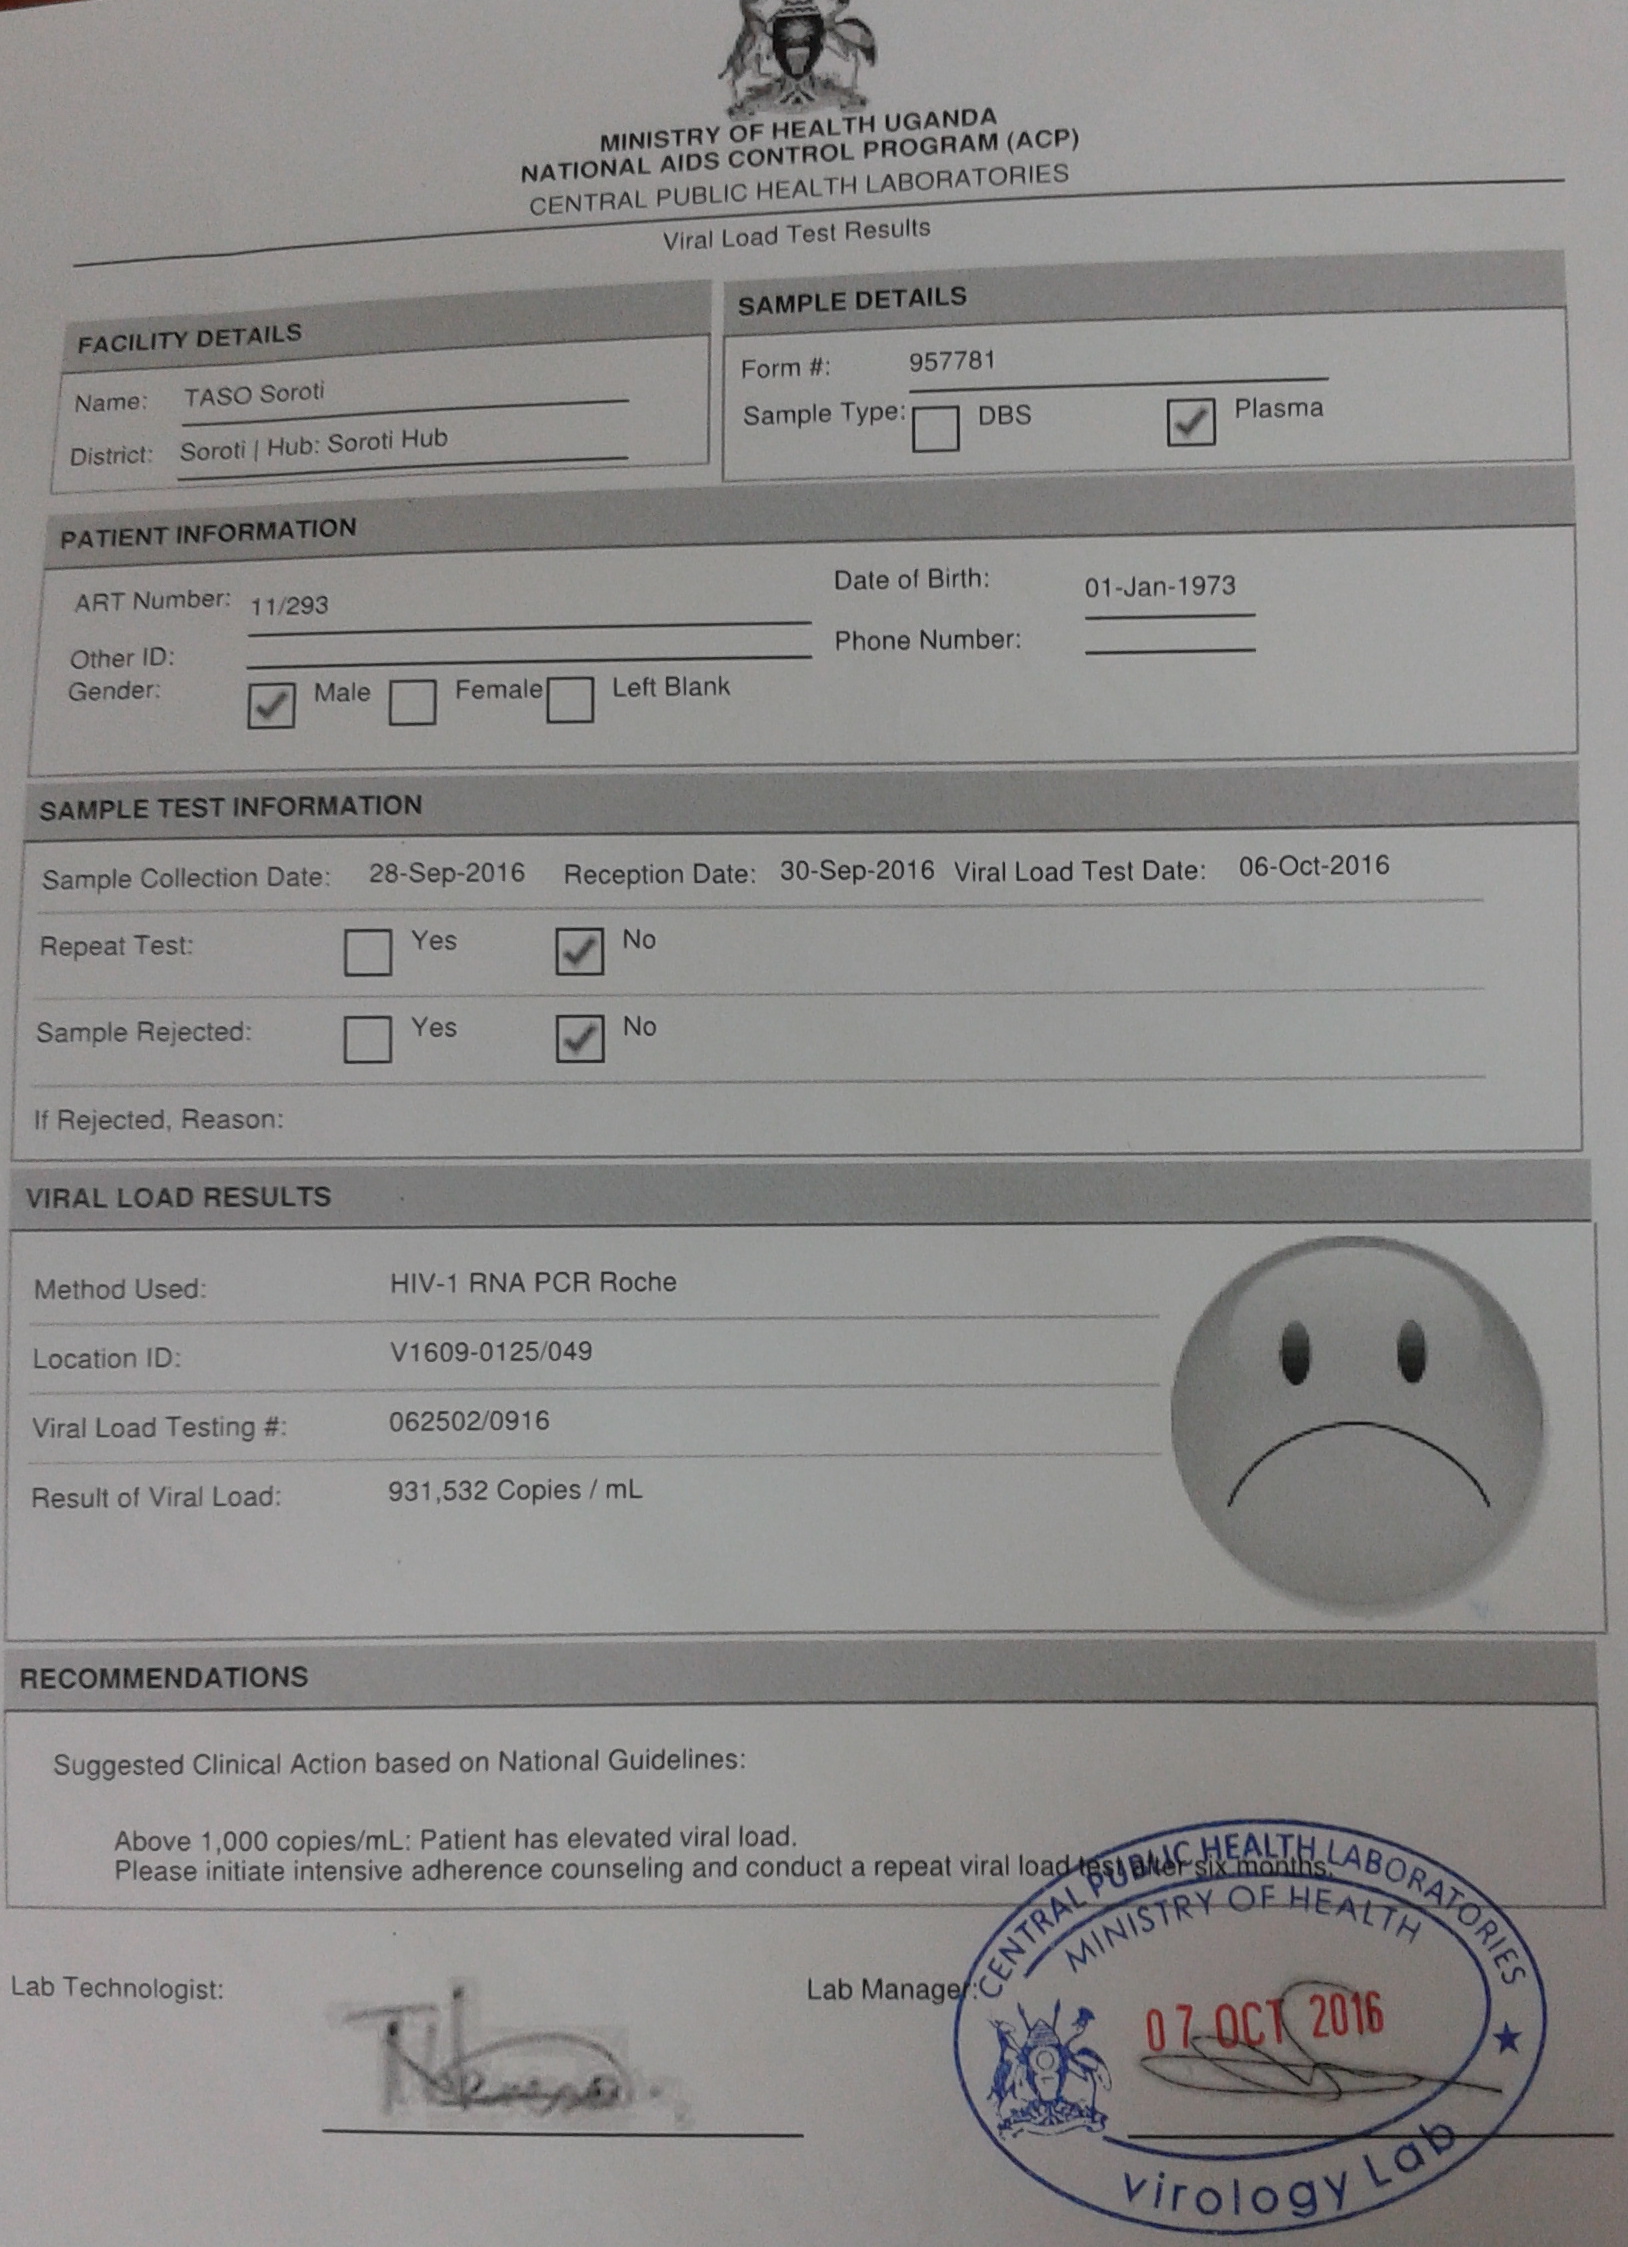 MINISTRY OF HEALTH UGANDA
NATIONAL AIDS CONTROL PROGRAM (ACP)
CENTRAL PUBLIC HEALTH LABORATORIES
Viral Load Test Results
FACILITY DETAILS
Name: TASO Soroti
District: Soroti | Hub: Soroti Hub
SAMPLE DETAILS
Form #: 957781
Sample Type: DBS Plasma
PATIENT INFORMATION
ART Number: 11/293
Other ID:
Gender: Male Female Left Blank
Date of Birth: 01-Jan-1973
Phone Number:
SAMPLE TEST INFORMATION
Sample Collection Date: 28-Sep-2016 Reception Date: 30-Sep-2016 Viral Load Test Date: 06-Oct-2016
Repeat Test: Yes No
Sample Rejected: Yes No
If Rejected, Reason:
VIRAL LOAD RESULTS
Method Used: HIV-1 RNA PCR Roche
Location ID: V1609-0125/049
Viral Load Testing #: 062502/0916
Result of Viral Load: 931,532 Copies / mL
RECOMMENDATIONS
Suggested Clinical Action based on National Guidelines:
Above 1,000 copies/mL: Patient has elevated viral load.
Please initiate intensive adherence counseling and conduct a repeat viral load test after six months.
Lab Technologist:
Lab Manager:
CENTRAL PUBLIC HEALTH LABORATORIES
MINISTRY OF HEALTH
07 OCT 2016
Virology Lab